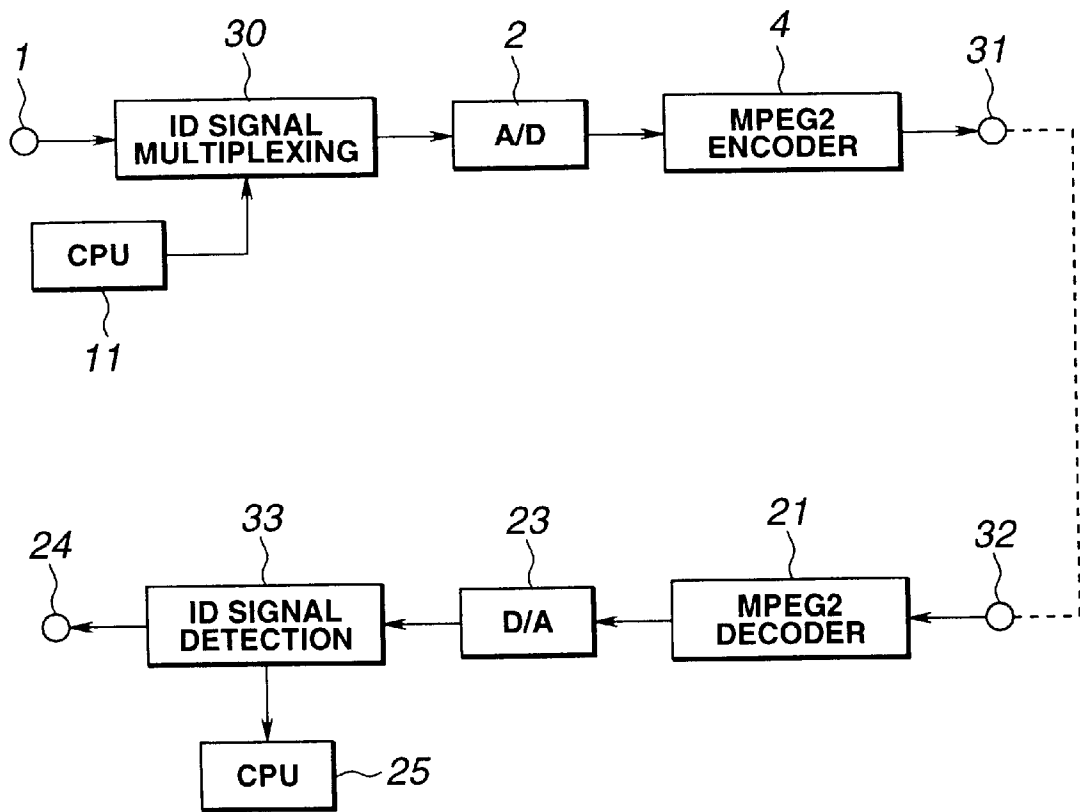 1
30
2
4
31
ID SIGNAL
MULTIPLEXING
A/D
MPEG2
ENCODER
CPU
11
24
33
23
21
32
ID SIGNAL
DETECTION
D/A
MPEG2
DECODER
CPU
25